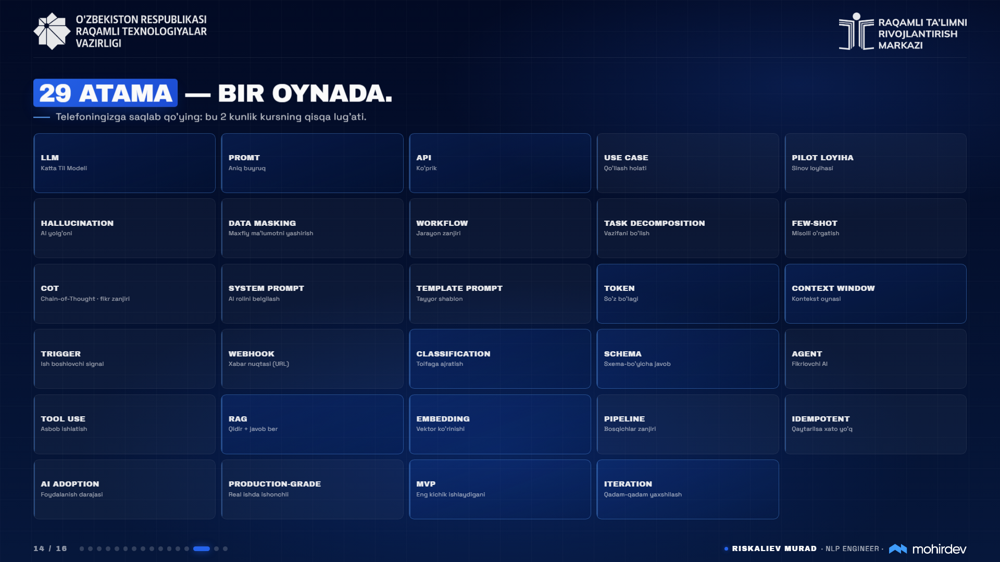 O'ZBEKISTON RESPUBLIKASI
RAQAMLI TEXNOLOGIYALAR
VAZIRLIGI
RAQAMLI TA'LIMNI
RIVOJLANTIRISH
MARKAZI
29 ATAMA — BIR OYNADA.
Telefoningizga saqlab qo'ying: bu 2 kunlik kursning qisqa lug'ati.
LLM
Katta Til Modeli
PROMT
Aniq buyruq
API
Ko'prik
USE CASE
Qo'llash holati
PILOT LOYIHA
Sinov loyihasi
HALLUCINATION
AI yolg'oni
DATA MASKING
Maxfiy ma'lumotni yashirish
WORKFLOW
Jarayon zanjiri
TASK DECOMPOSITION
Vazifani bo'lish
FEW-SHOT
Misolli o'rgatish
COT
Chain-of-Thought · fikr zanjiri
SYSTEM PROMPT
AI rolini belgilash
TEMPLATE PROMPT
Tayyor shablon
TOKEN
So'z bo'lagi
CONTEXT WINDOW
Kontekst oynasi
TRIGGER
Ish boshlovchi signal
WEBHOOK
Xabar nuqtasi (URL)
CLASSIFICATION
Toifaga ajratish
SCHEMA
Sxema-bo'yicha javob
AGENT
Fikrlovchi AI
TOOL USE
Asbob ishlatish
RAG
Qidir + javob ber
EMBEDDING
Vektor ko'rinishi
PIPELINE
Bosqichlar zanjiri
IDEMPOTENT
Qaytarilsa xato yo'q
AI ADOPTION
Foydalanish darajasi
PRODUCTION-GRADE
Real ishda ishonchli
MVP
Eng kichik ishlaydigani
ITERATION
Qadam-qadam yaxshilash
14 / 16
RISKALIEV MURAD · NLP ENGINEER ·
mohirdev